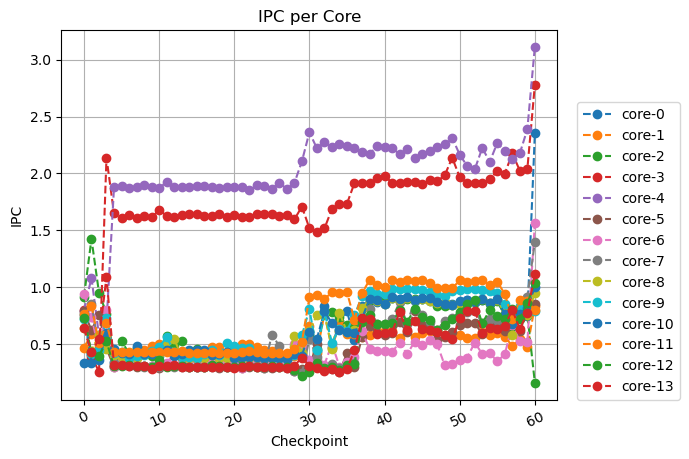 IPC per Core
IPC
3.0
2.5
2.0
1.5
1.0
0.5
0
10
20
30
40
50
60
Checkpoint
core-0
core-1
core-2
core-3
core-4
core-5
core-6
core-7
core-8
core-9
core-10
core-11
core-12
core-13